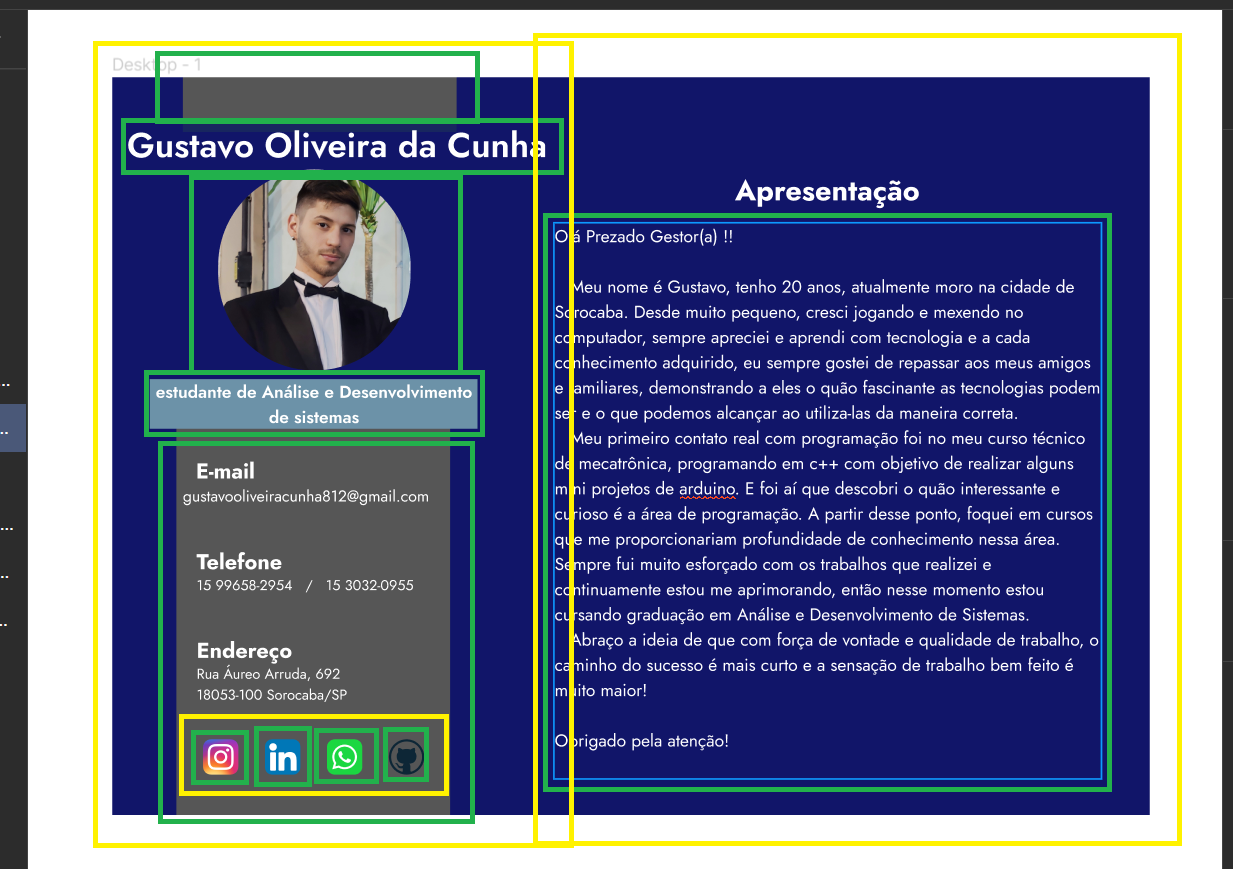 Desktop - 1
Gustavo Oliveira da Cunha
estudante de Análise e Desenvolvimento
de sistemas
E-mail
gustavooliveiracunha812@gmail.com
Telefone
15 99658-2954 / 15 3032-0955
Endereço
Rua Áureo Arruda, 692
18053-100 Sorocaba/SP
in
Apresentação
Olá Prezado Gestor(a) !!
Meu nome é Gustavo, tenho 20 anos, atualmente moro na cidade de
Sorocaba. Desde muito pequeno, cresci jogando e mexendo no
computador, sempre apreciei e aprendi com tecnologia e a cada
conhecimento adquirido, eu sempre gostei de repassar aos meus amigos
e familiares, demonstrando a eles o quão fascinante as tecnologias podem
ser e o que podemos alcançar ao utiliza-las da maneira correta.
Meu primeiro contato real com programação foi no meu curso técnico
de mecatrônica, programando em c++ com objetivo de realizar alguns
mini projetos de arduino. E foi aí que descobri o quão interessante e
curioso é a área de programação. A partir desse ponto, foquei em cursos
que me proporcionariam profundidade de conhecimento nessa área.
Sempre fui muito esforçado com os trabalhos que realizei e
continuamente estou me aprimorando, então nesse momento estou
cursando graduação em Análise e Desenvolvimento de Sistemas.
Abraço a ideia de que com força de vontade e qualidade de trabalho, o
caminho do sucesso é mais curto e a sensação de trabalho bem feito é
muito maior!
Obrigado pela atenção!